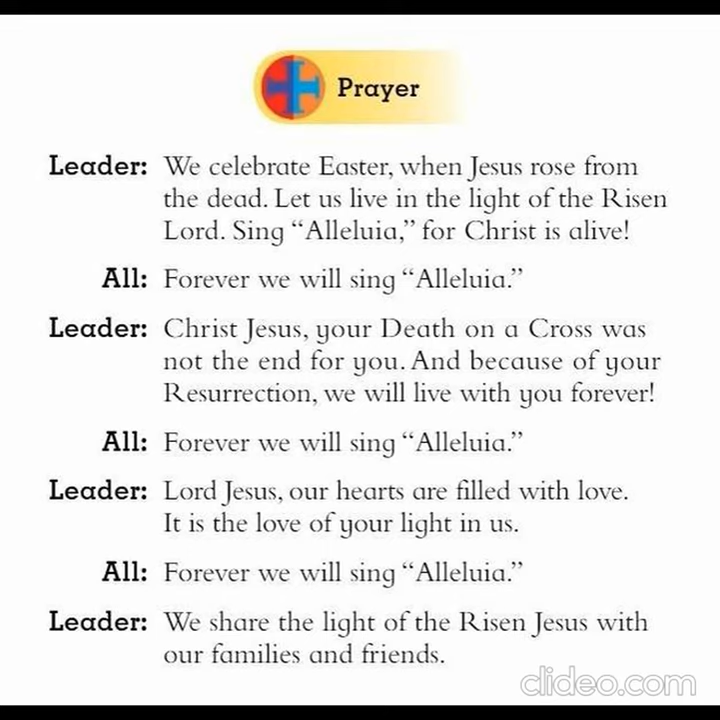 Prayer
Leader: We celebrate Easter, when Jesus rose from
the dead. Let us live in the light of the Risen
Lord. Sing “Alleluia,” for Christ is alive!
All: Forever we will sing “Alleluia.”
Leader: Christ Jesus, your Death on a Cross was
not the end for you. And because of your
Resurrection, we will live with you forever!
All: Forever we will sing “Alleluia.”
Leader: Lord Jesus, our hearts are filled with love.
It is the love of your light in us.
All: Forever we will sing “Alleluia.”
Leader: We share the light of the Risen Jesus with
our families and friends.
clideo.com